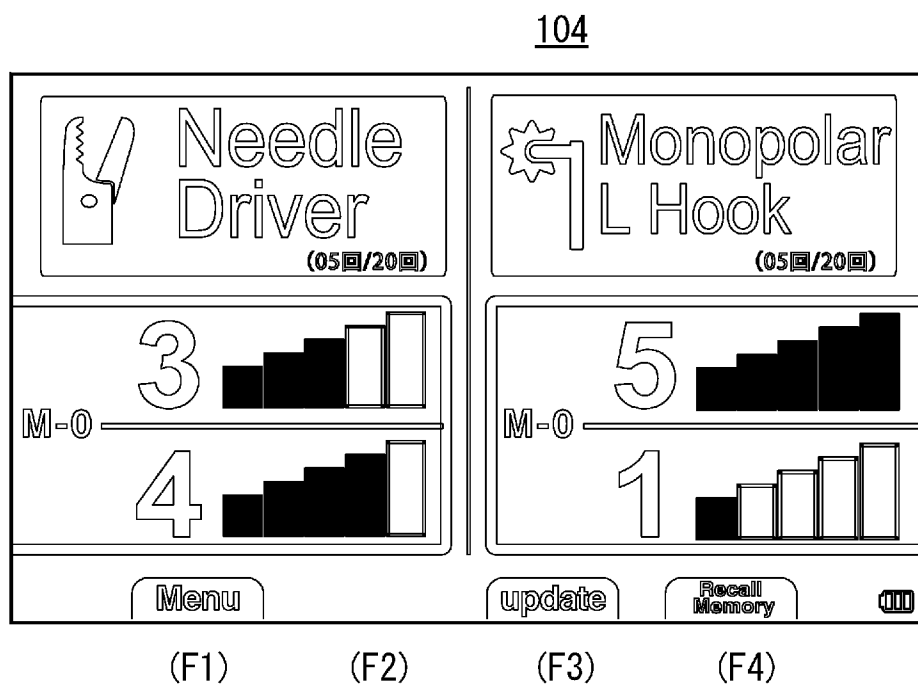 104
Needle
Driver
(05回/20回)
Monopolar
L Hook
(05回/20回)
3
M-0
4
5
M-0
1
Menu
update
Recall
Memory
(F1)
(F2)
(F3)
(F4)